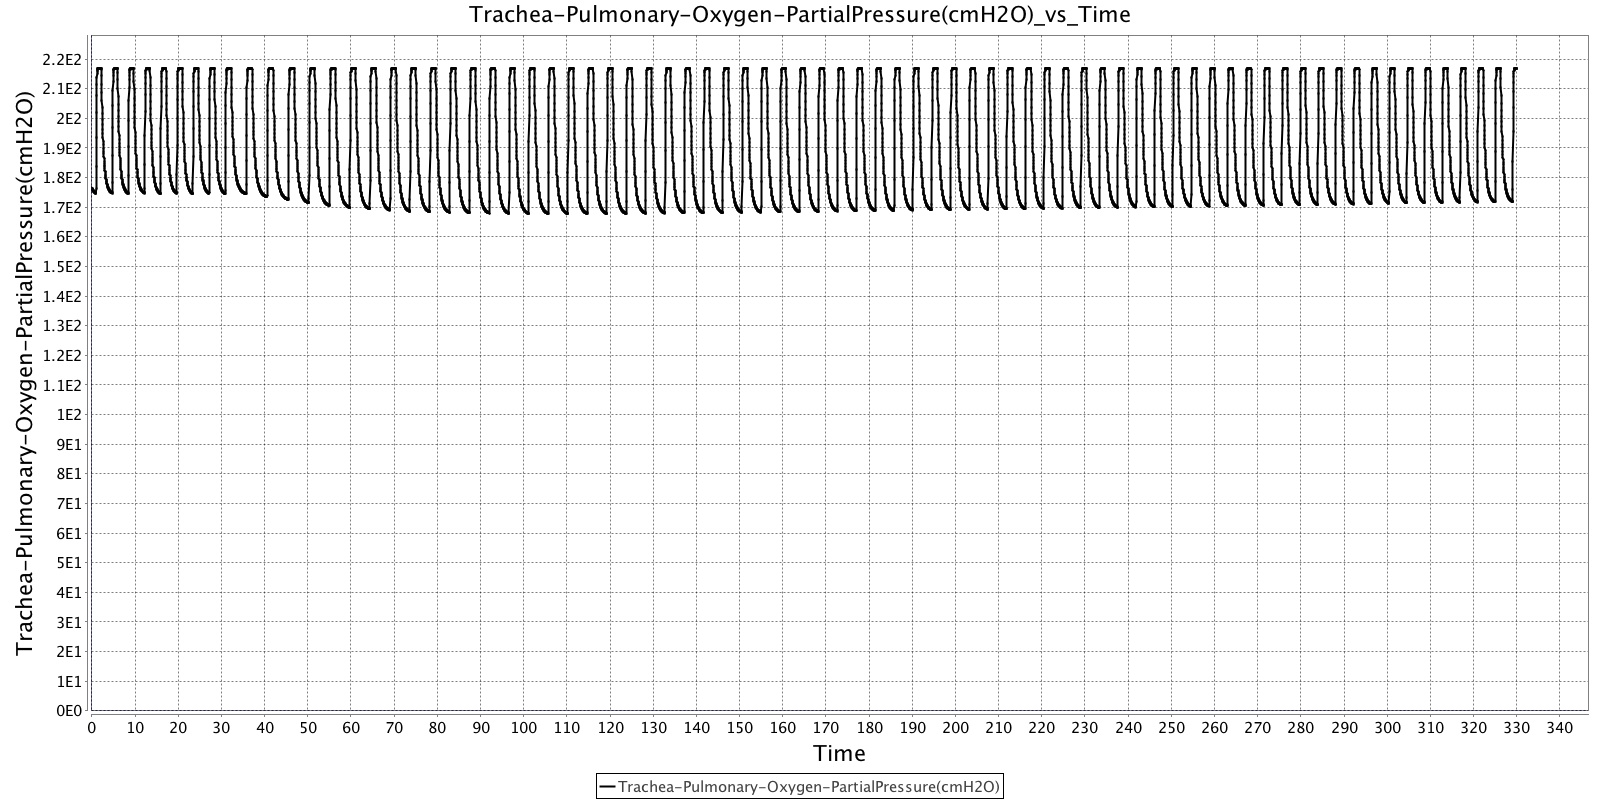 Trachea-Pulmonary-Oxygen-PartialPressure(cmH2O)_vs_Time
Trachea-Pulmonary-Oxygen-PartialPressure(cmH2O)
2.2E2
2.1E2
2E2
1.9E2
1.8E2
1.7E2
1.6E2
1.5E2
1.4E2
1.3E2
1.2E2
1.1E2
1E2
9E1
8E1
7E1
6E1
5E1
4E1
3E1
2E1
1E1
0E0
0 10 20 30 40 50 60 70 80 90 100 110 120 130 140 150 160 170 180 190 200 210 220 230 240 250 260 270 280 290 300 310 320 330 340
Time
Trachea-Pulmonary-Oxygen-PartialPressure(cmH2O)